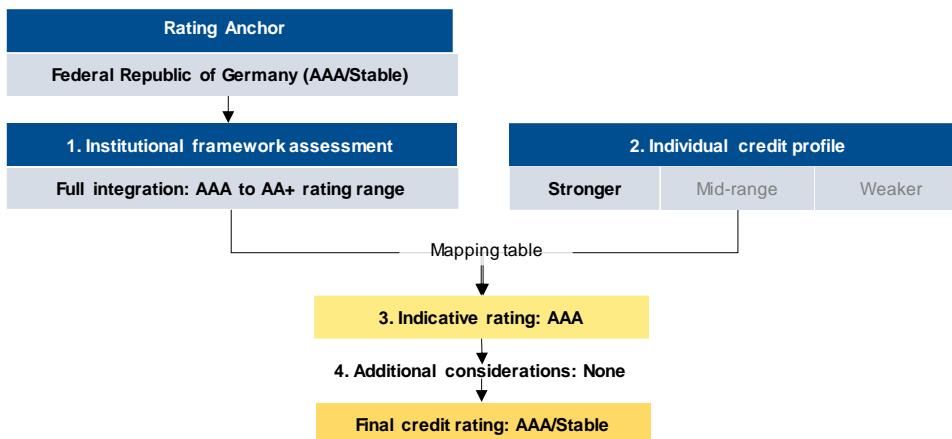 Rating Anchor
Federal Republic of Germany (AAA/Stable)
1. Institutional framework assessment
Full integration: AAA to AA+ rating range
2. Individual credit profile
Stronger
Mid-range
Weaker
Mapping table
3. Indicative rating: AAA
4. Additional considerations: None
Final credit rating: AAA/Stable